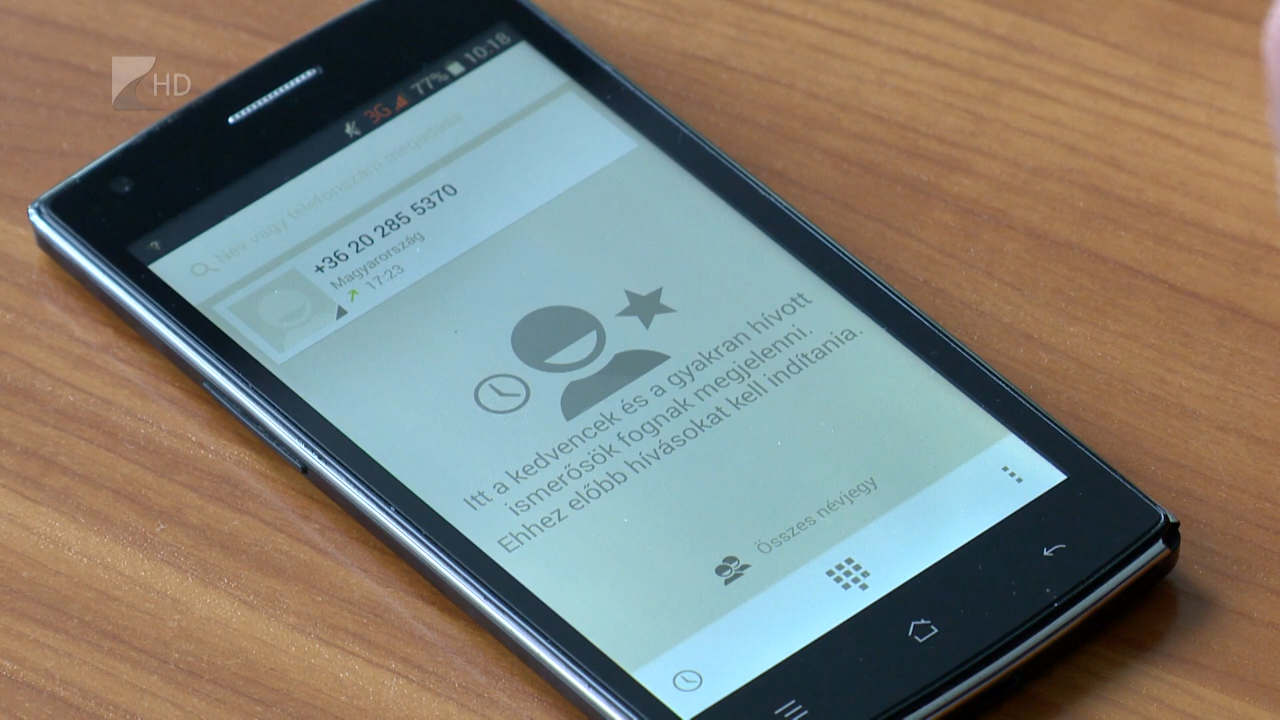 HD
3G 77% 10:18
?
Név vagy telefonszám megadása
+36 20 285 5370
Magyarország
17:23
Itt a kedvencek és a gyakran hívott
ismerősök fognak megjelenni.
Ehhez előbb hívásokat kell indítania.
Összes névjegy